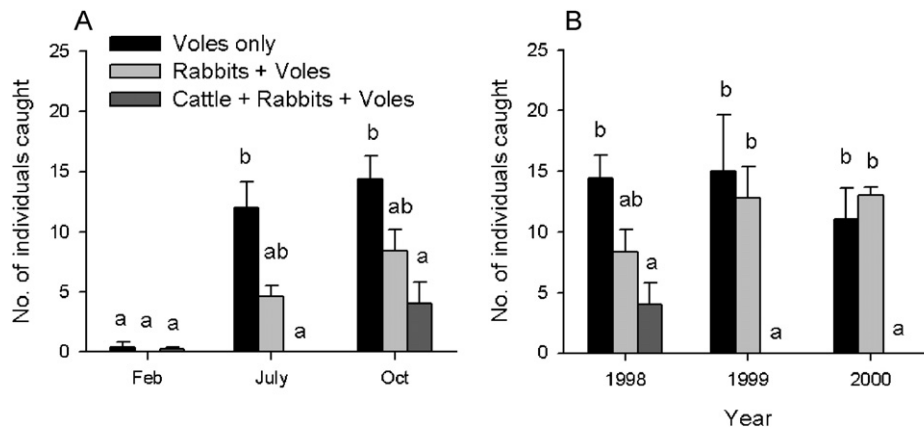 A
No. of individuals caught
25
20
15
10
5
0
Voles only
Rabbits + Voles
Cattle + Rabbits + Voles
a a a
b ab a
b ab a
Feb July Oct
B
No. of individuals caught
25
20
15
10
5
0
b ab a
b b a
b b a
1998 1999 2000
Year